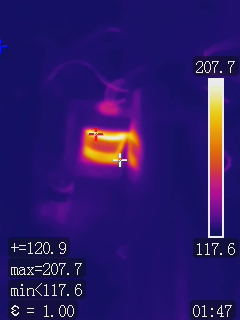 207.7
117.6
+=120.9
max=207.7
min<117.6
ε = 1.00
01:47